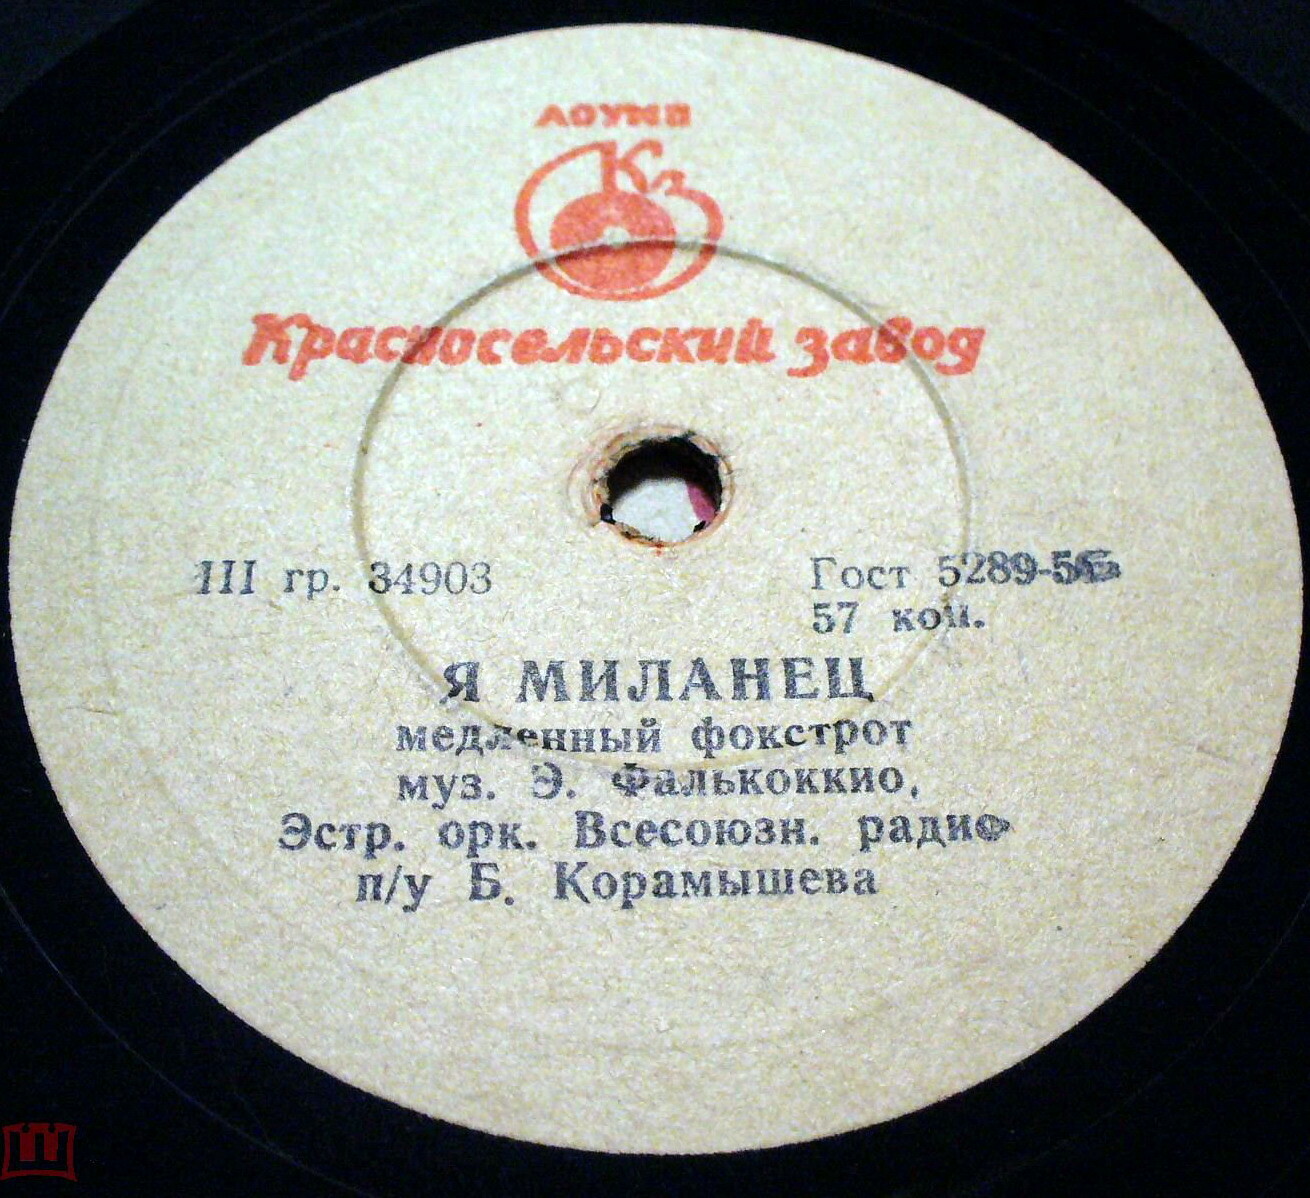 ЛОУМП
Кз
Красносельский завод
III гр. 34903
Гост 5289-56
57 коп.
Я МИЛАНЕЦ
медленный фокстрот
муз. Э. Фалькоккио,
Эстр. орк. Всесоюзн. радио
п/у Б. Корамышева
Ш